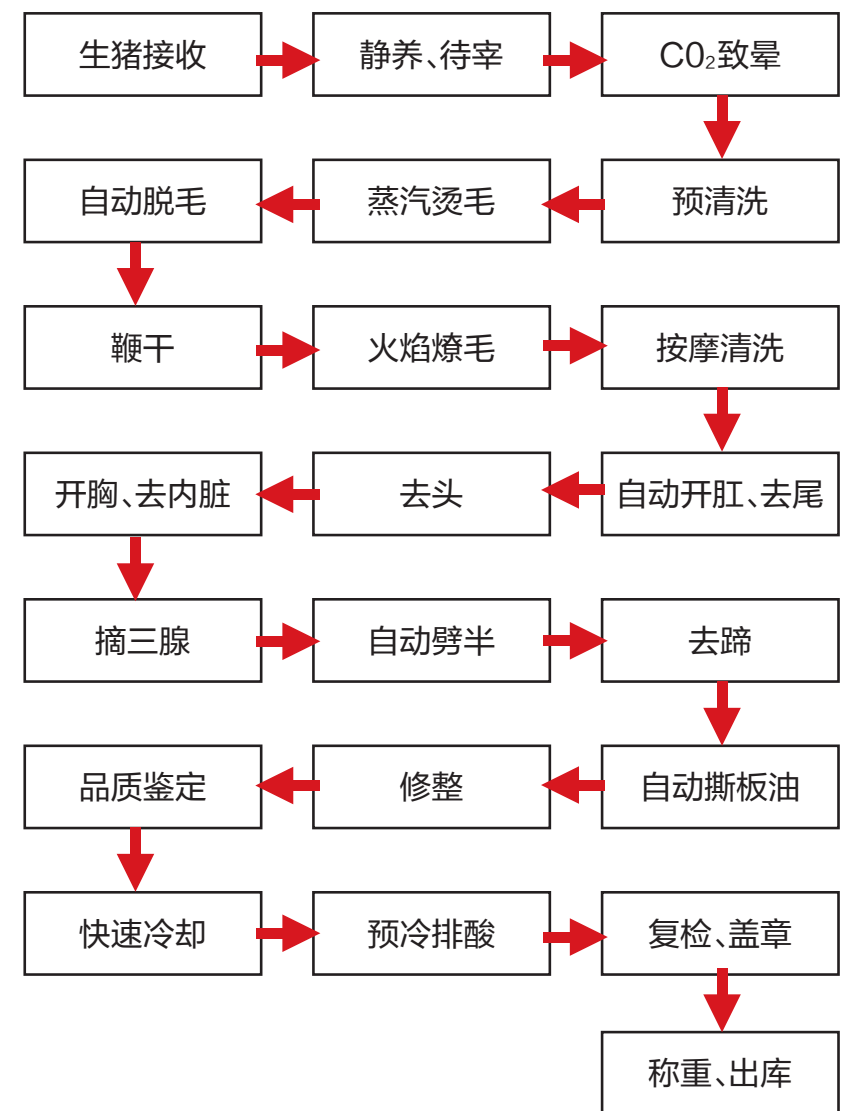 生猪接收
静养、待宰
C0₂致晕
预清洗
蒸汽烫毛
自动脱毛
鞭干
火焰燎毛
按摩清洗
自动开肛、去尾
去头
开胸、去内脏
摘三腺
自动劈半
去蹄
自动撕板油
修整
品质鉴定
快速冷却
预冷排酸
复检、盖章
称重、出库